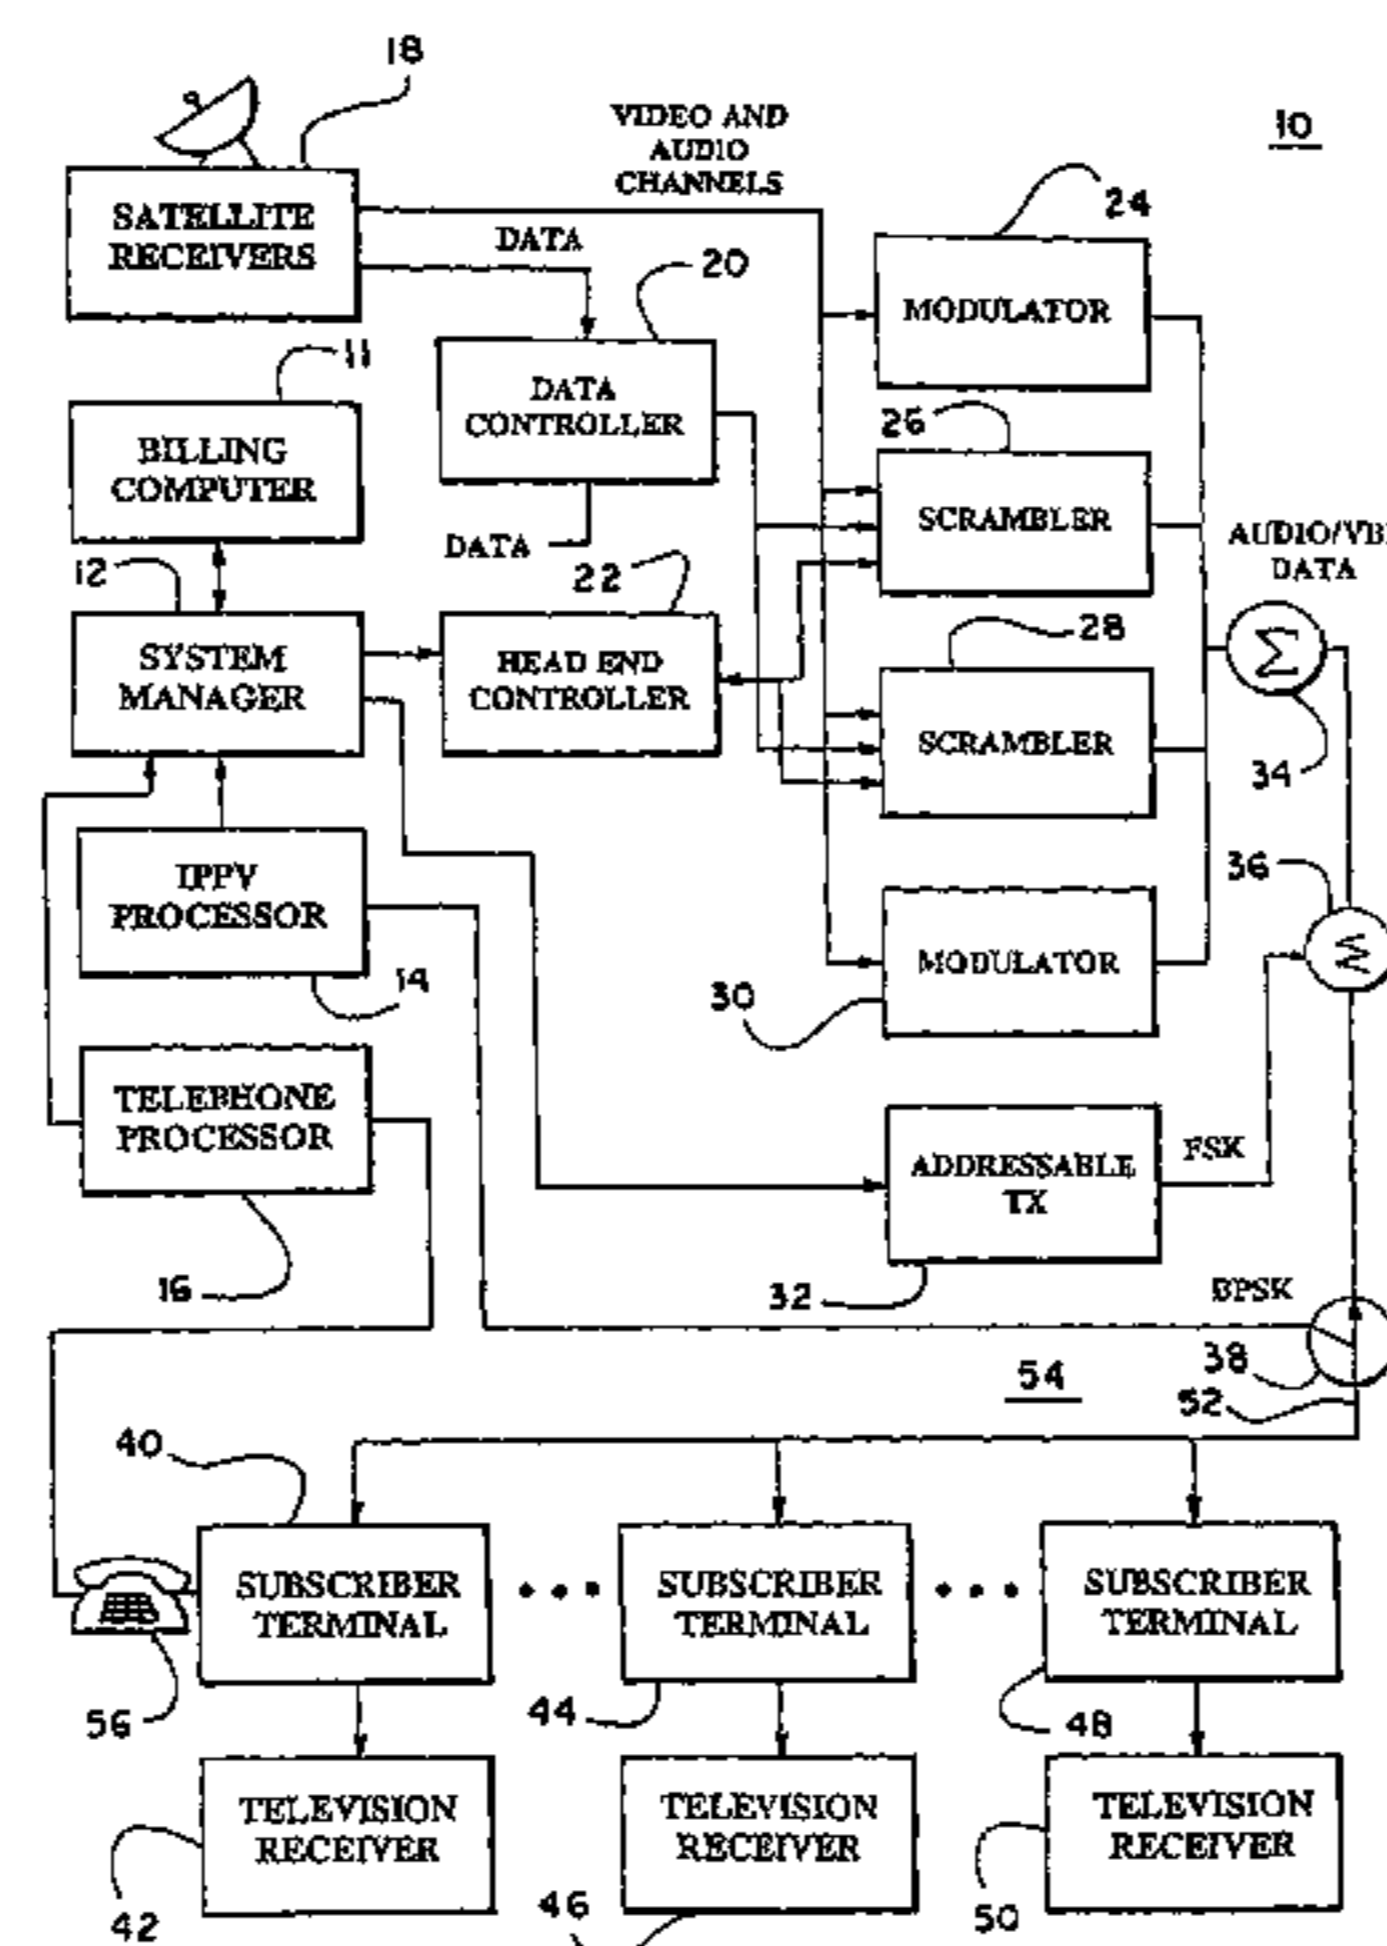 18
VIDEO AND
AUDIO
CHANNELS
10
SATELLITE
RECEIVERS
DATA
20
24
MODULATOR
11
DATA
CONTROLLER
26
BILLING
COMPUTER
SCRAMBLER
AUDIO/VBI
DATA
DATA
12
22
SYSTEM
MANAGER
HEAD END
CONTROLLER
28
Σ
SCRAMBLER
34
36
IPPV
PROCESSOR
Σ
MODULATOR
14
30
TELEPHONE
PROCESSOR
ADDRESSABLE
TX
FSK
16
32
BPSK
38
54
52
40
SUBSCRIBER
TERMINAL
SUBSCRIBER
TERMINAL
SUBSCRIBER
TERMINAL
56
44
48
TELEVISION
RECEIVER
TELEVISION
RECEIVER
TELEVISION
RECEIVER
42
46
50